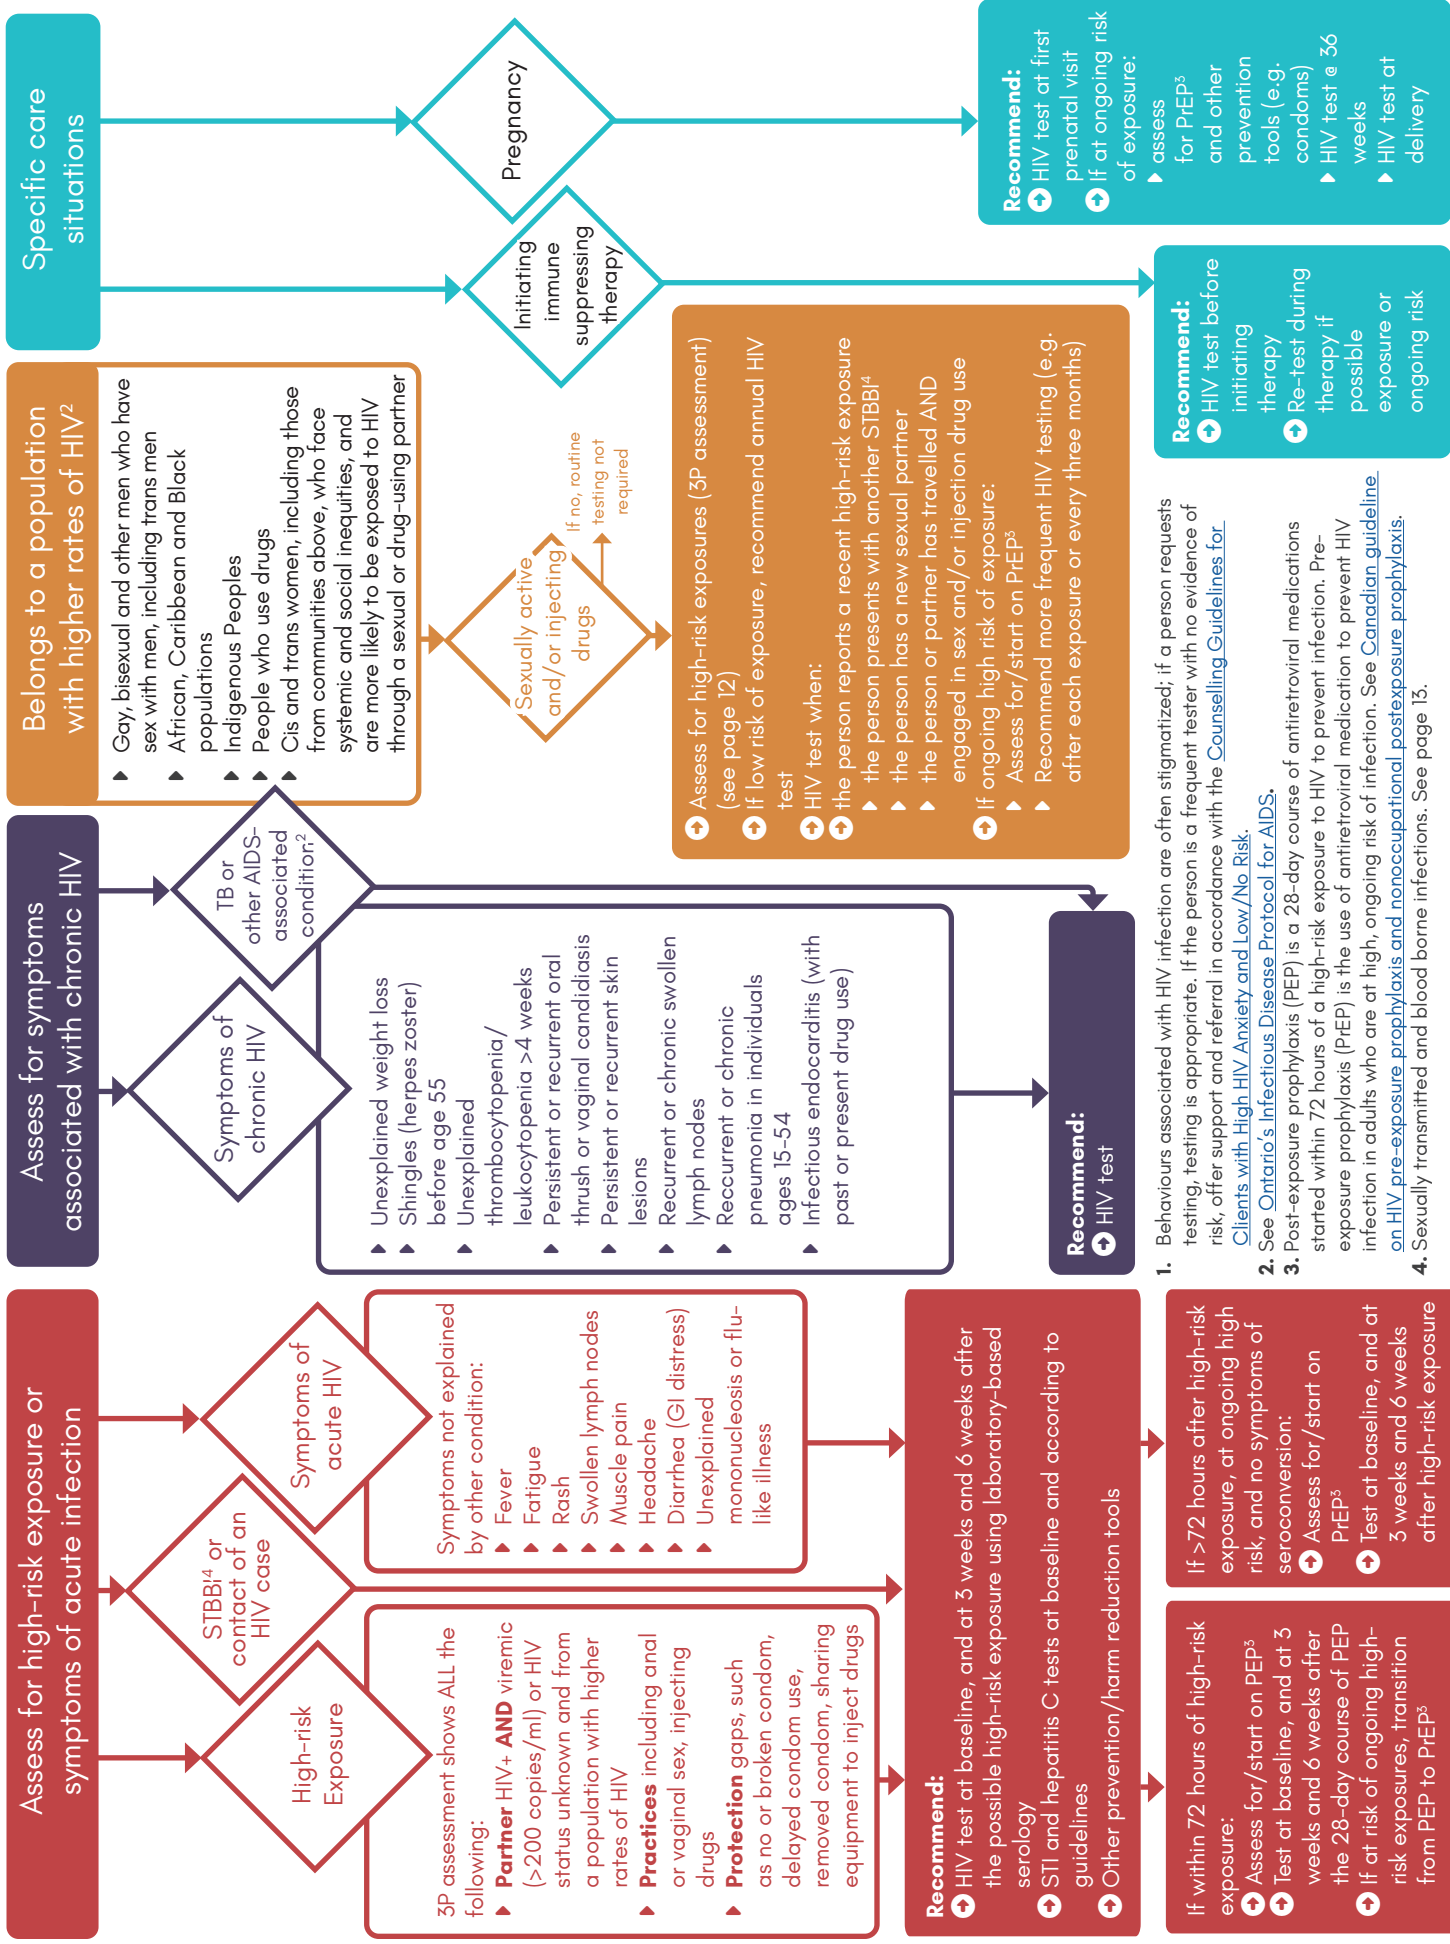 Assess for high-risk exposure or
symptoms of acute infection
High-risk
Exposure
STBBI⁴ or
contact of an
HIV case
Symptoms of
acute HIV
3P assessment shows ALL the
following:
Partner HIV+ AND viremic
(>200 copies/ml) or HIV
status unknown and from
a population with higher
rates of HIV
Practices including anal
or vaginal sex, injecting
drugs
Protection gaps, such
as no or broken condom,
delayed condom use,
removed condom, sharing
equipment to inject drugs
Symptoms not explained
by other condition:
Fever
Fatigue
Rash
Swollen lymph nodes
Muscle pain
Headache
Diarrhea (GI distress)
Unexplained
mononucleosis or flu-
like illness
Recommend:
HIV test at baseline, and at 3 weeks and 6 weeks after
the possible high-risk exposure using laboratory-based
serology
STI and hepatitis C tests at baseline and according to
guidelines
Other prevention/harm reduction tools
If within 72 hours of high-risk
exposure:
Assess for/start on PEP³
Test at baseline, and at 3
weeks and 6 weeks after
the 28-day course of PEP
If at risk of ongoing high-
risk exposures, transition
from PEP to PrEP³
If >72 hours after high-risk
exposure, at ongoing high
risk, and no symptoms of
seroconversion:
Assess for/start on
PrEP³
Test at baseline, and at
3 weeks and 6 weeks
after high-risk exposure
Assess for symptoms
associated with chronic HIV
Symptoms of
chronic HIV
TB or
other AIDS-
associated
condition²
Unexplained weight loss
Shingles (herpes zoster)
before age 55
Unexplained
thrombocytopenia/
leukocytopenia >4 weeks
Persistent or recurrent oral
thrush or vaginal candidiasis
Persistent or recurrent skin
lesions
Recurrent or chronic swollen
lymph nodes
Reccurrent or chronic
pneumonia in individuals
ages 15-54
Infectious endocarditis (with
past or present drug use)
Recommend:
HIV test
Belongs to a population
with higher rates of HIV²
Gay, bisexual and other men who have
sex with men, including trans men
African, Caribbean and Black
populations
Indigenous Peoples
People who use drugs
Cis and trans women, including those
from communities above, who face
systemic and social inequities, and
are more likely to be exposed to HIV
through a sexual or drug-using partner
Sexually active
and/or injecting
drugs
If no, routine
testing not
required
Assess for high-risk exposures (3P assessment)
(see page 12)
If low risk of exposure, recommend annual HIV
test
HIV test when:
the person reports a recent high-risk exposure
the person presents with another STBBI⁴
the person has a new sexual partner
the person or partner has travelled AND
engaged in sex and/or injection drug use
If ongoing high risk of exposure:
Assess for/start on PrEP³
Recommend more frequent HIV testing (e.g.
after each exposure or every three months)
Specific care
situations
Initiating
immune
suppressing
therapy
Pregnancy
Recommend:
HIV test before
initiating
therapy
Re-test during
therapy if
possible
exposure or
ongoing risk
Recommend:
HIV test at first
prenatal visit
If at ongoing risk
of exposure:
assess
for PrEP³
and other
prevention
tools (e.g.
condoms)
HIV test @ 36
weeks
HIV test at
delivery
1. Behaviours associated with HIV infection are often stigmatized; if a person requests
testing, testing is appropriate. If the person is a frequent tester with no evidence of
risk, offer support and referral in accordance with the Counselling Guidelines for
Clients with High HIV Anxiety and Low/No Risk.
2. See Ontario's Infectious Disease Protocol for AIDS.
3. Post-exposure prophylaxis (PEP) is a 28-day course of antiretroviral medications
started within 72 hours of a high-risk exposure to HIV to prevent infection. Pre-
exposure prophylaxis (PrEP) is the use of antiretroviral medication to prevent HIV
infection in adults who are at high, ongoing risk of infection. See Canadian guideline
on HIV pre-exposure prophylaxis and nonoccupational postexposure prophylaxis.
4. Sexually transmitted and blood borne infections. See page 13.